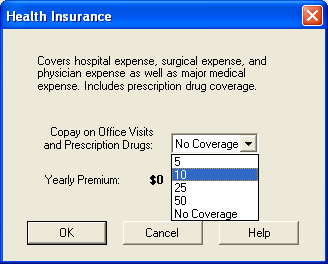 Health Insurance
Covers hospital expense, surgical expense, and
physician expense as well as major medical
expense. Includes prescription drug coverage.
Copay on Office Visits
and Prescription Drugs: No Coverage
5
10
Yearly Premium: $0
25
50
No Coverage
OK Cancel Help